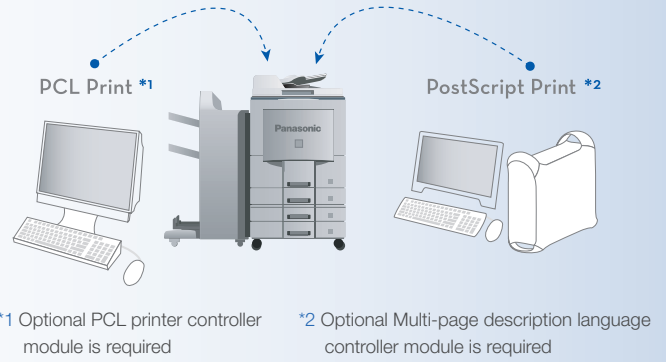 PCL Print *1
PostScript Print *2
Panasonic
*1 Optional PCL printer controller
module is required
*2 Optional Multi-page description language
controller module is required